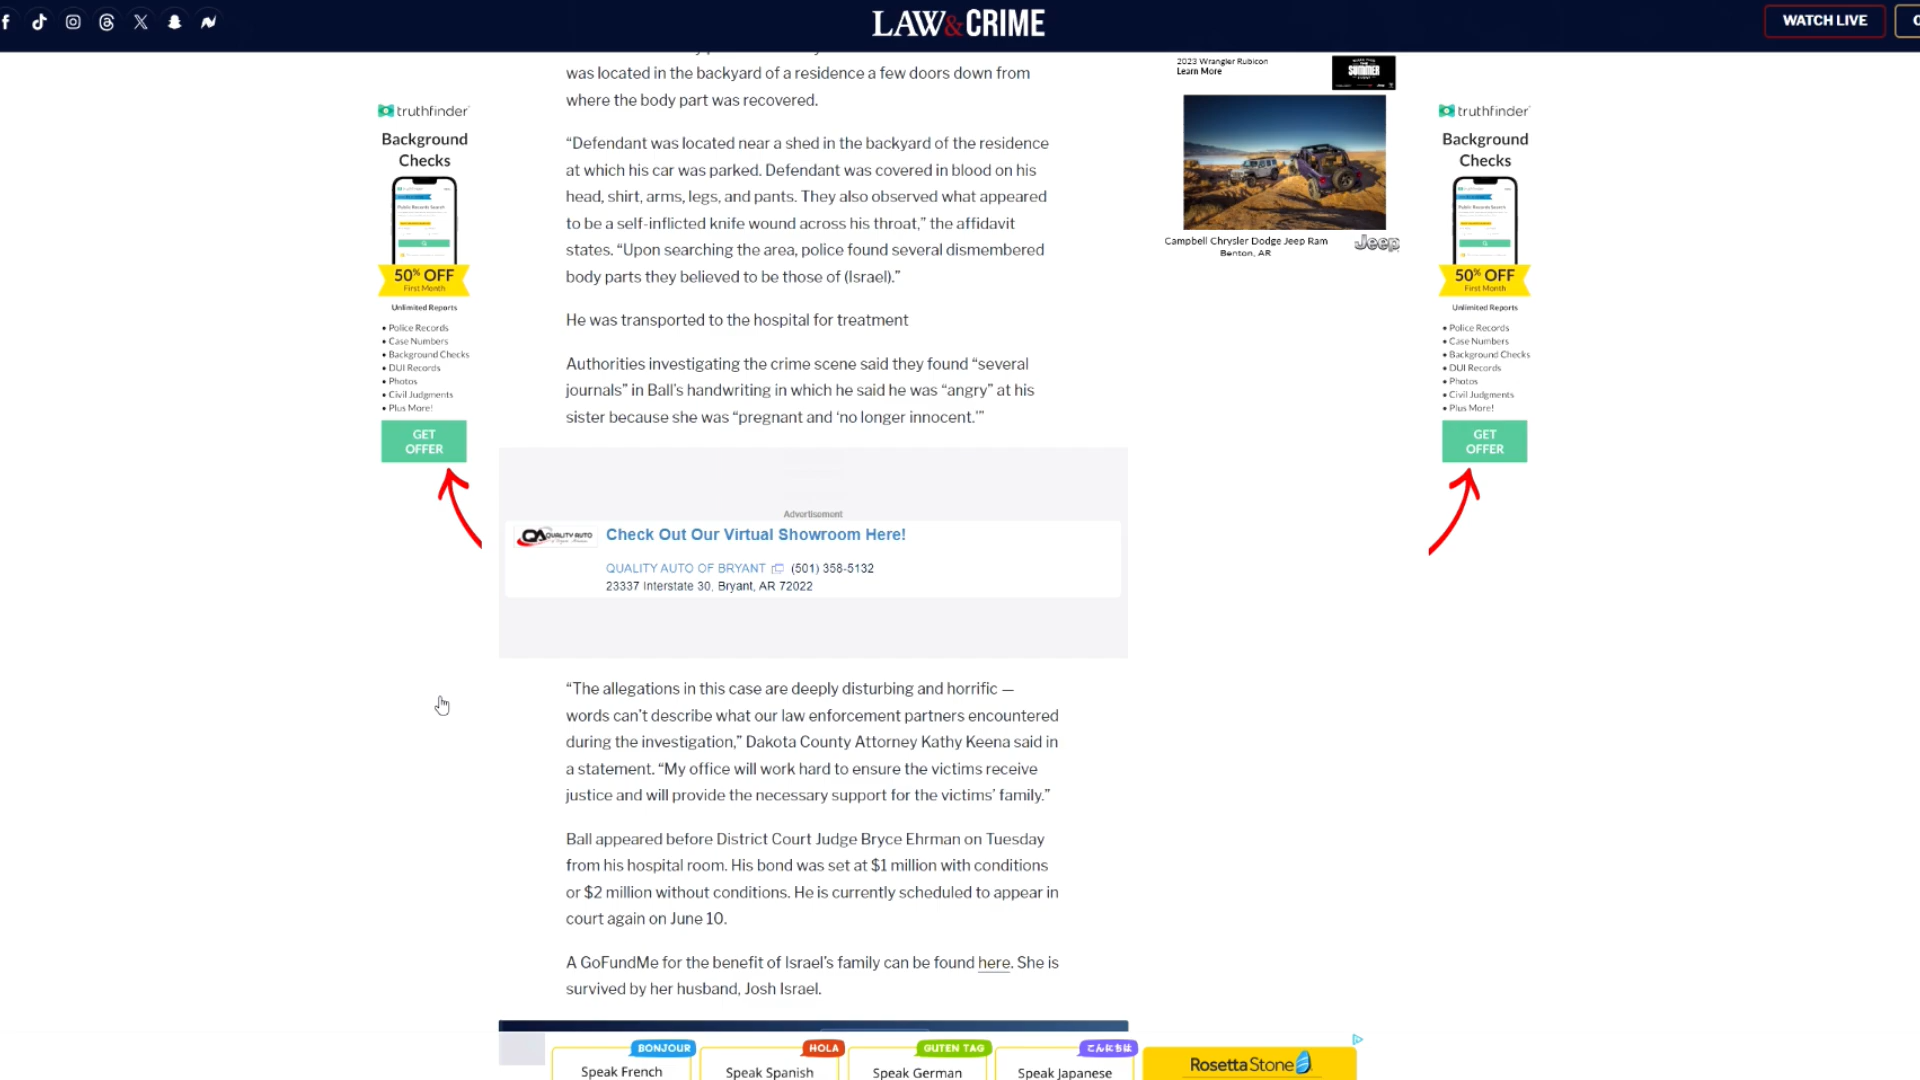 LAW&CRIME
WATCH LIVE
was located in the backyard of a residence a few doors down from
where the body part was recovered.
“Defendant was located near a shed in the backyard of the residence
at which his car was parked. Defendant was covered in blood on his
head, shirt, arms, legs, and pants. They also observed what appeared
to be a self-inflicted knife wound across his throat,” the affidavit
states. “Upon searching the area, police found several dismembered
body parts they believed to be those of (Israel).”
He was transported to the hospital for treatment
Authorities investigating the crime scene said they found “several
journals” in Ball’s handwriting in which he said he was “angry” at his
sister because she was “pregnant and ‘no longer innocent.’”
Advertisement
QUALITY AUTO
Check Out Our Virtual Showroom Here!
QUALITY AUTO OF BRYANT (501) 358-5132
23337 Interstate 30, Bryant, AR 72022
“The allegations in this case are deeply disturbing and horrific —
words can’t describe what our law enforcement partners encountered
during the investigation,” Dakota County Attorney Kathy Keena said in
a statement. “My office will work hard to ensure the victims receive
justice and will provide the necessary support for the victims’ family.”
Ball appeared before District Court Judge Bryce Ehrman on Tuesday
from his hospital room. His bond was set at $1 million with conditions
or $2 million without conditions. He is currently scheduled to appear in
court again on June 10.
A GoFundMe for the benefit of Israel’s family can be found here. She is
survived by her husband, Josh Israel.
truthfinder
Background
Checks
50% OFF
First Month
Unlimited Reports
• Police Records
• Case Numbers
• Background Checks
• DUI Records
• Photos
• Civil Judgments
• Plus More!
GET
OFFER
2023 Wrangler Rubicon
Learn More
SUMMER
Campbell Chrysler Dodge Jeep Ram
Benton, AR
Jeep
truthfinder
Background
Checks
50% OFF
First Month
Unlimited Reports
• Police Records
• Case Numbers
• Background Checks
• DUI Records
• Photos
• Civil Judgments
• Plus More!
GET
OFFER
BONJOUR
Speak French
HOLA
Speak Spanish
GUTEN TAG
Speak German
こんにちは
Speak Japanese
RosettaStone